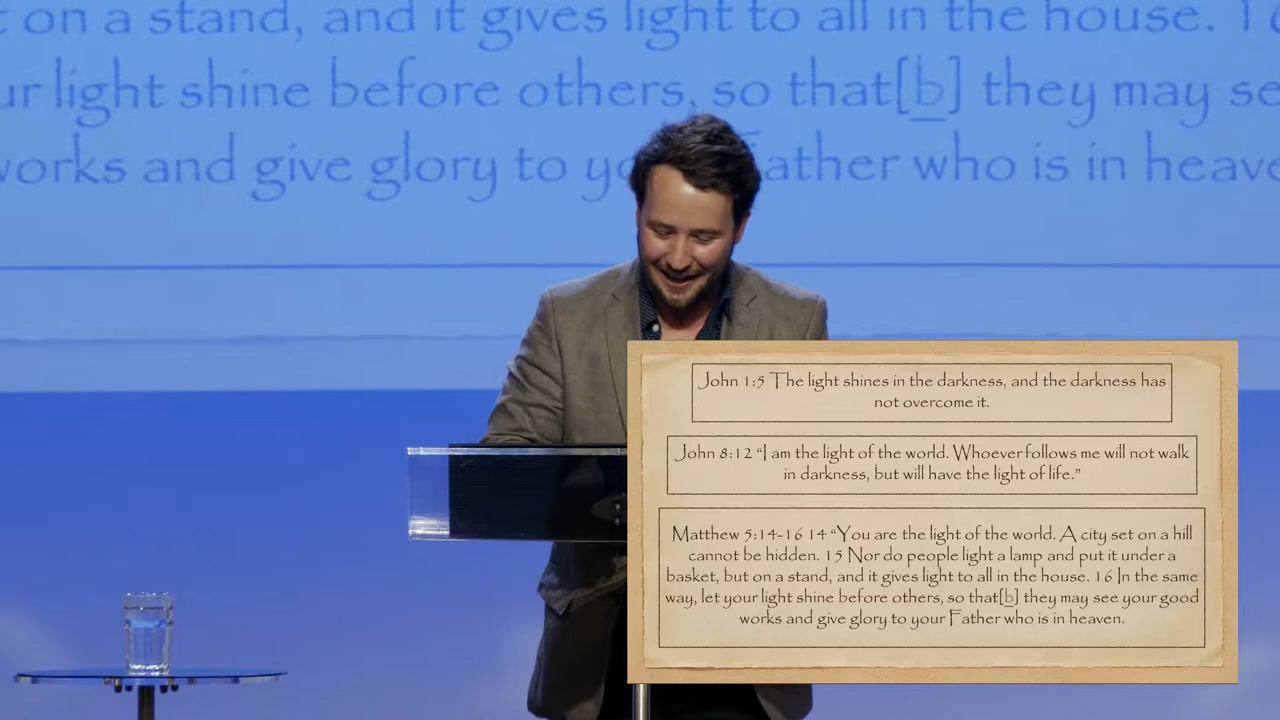 t on a stand, and it gives light to all in the house. 16
ur light shine before others, so that[b] they may se
works and give glory to yo Father who is in heave
John 1:5 The light shines in the darkness, and the darkness has
not overcome it.
John 8:12 “I am the light of the world. Whoever follows me will not walk
in darkness, but will have the light of life.”
Matthew 5:14-16 14 “You are the light of the world. A city set on a hill
cannot be hidden. 15 Nor do people light a lamp and put it under a
basket, but on a stand, and it gives light to all in the house. 16 In the same
way, let your light shine before others, so that[b] they may see your good
works and give glory to your Father who is in heaven.